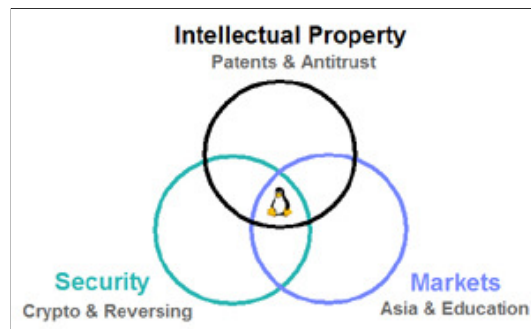 Intellectual Property
Patents & Antitrust
Security
Crypto & Reversing
Markets
Asia & Education